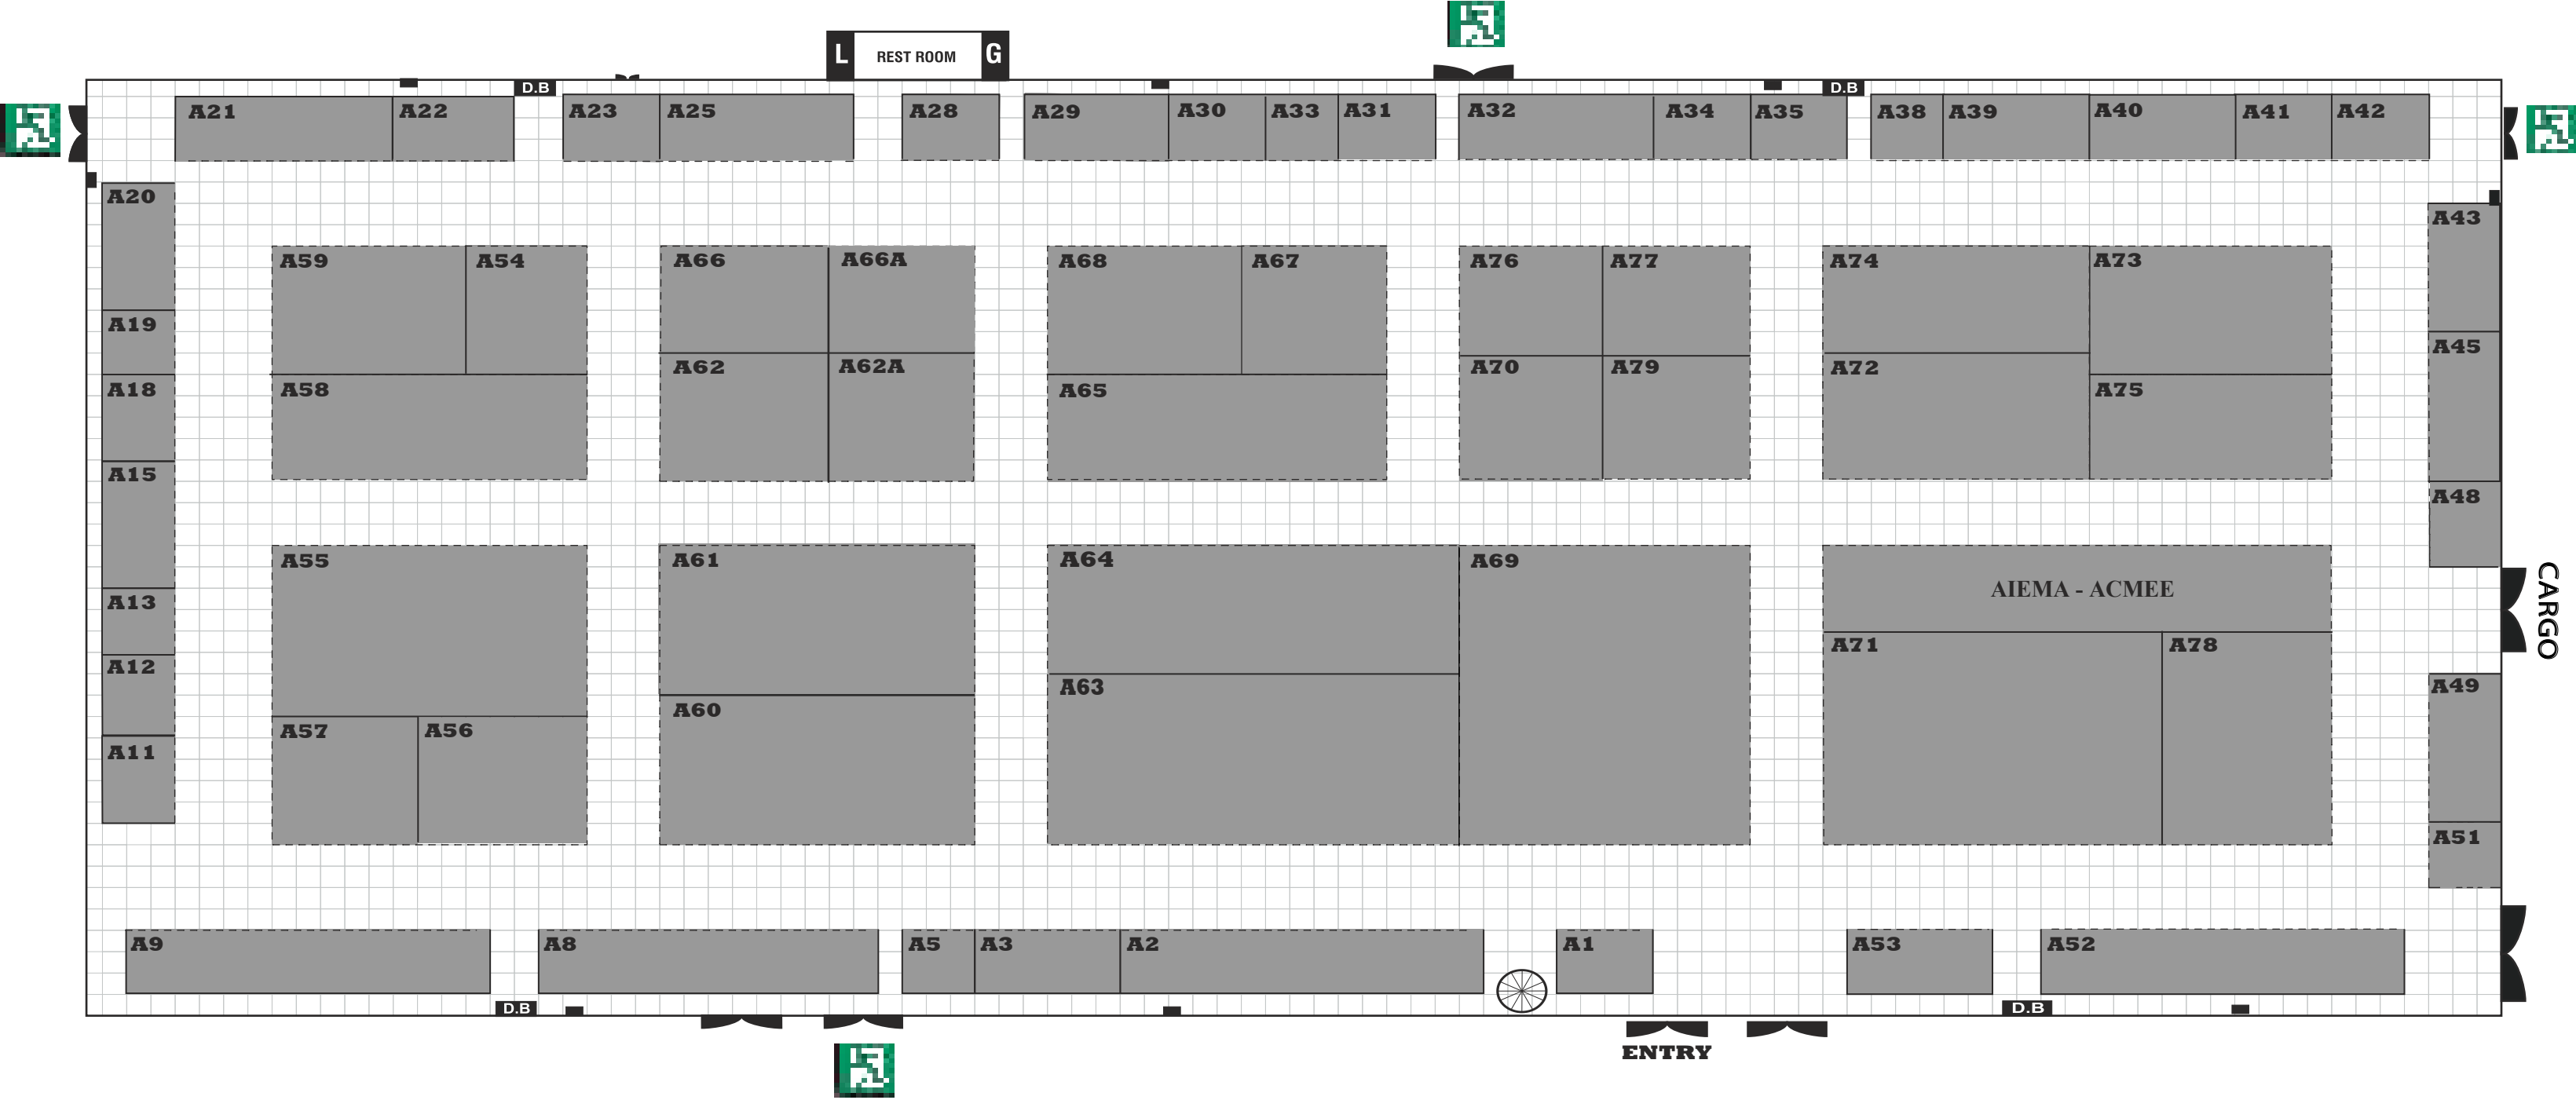 L REST ROOM G
D.B D.B
A21 A22 A23 A25 A28 A29 A30 A33 A31 A32 A34 A35 A38 A39 A40 A41 A42
A20 A43
A59 A54 A66 A66A A68 A67 A76 A77 A74 A73
A19 A45
A62 A62A A70 A79 A72
A18 A58 A65 A75
A15 A48
A55 A61 A64 A69 AIEMA - ACMEE CARGO
A13
A12 A71 A78
A63 A49
A60
A57 A56
A11
A51
A9 A8 A5 A3 A2 A1 A53 A52
D.B D.B
ENTRY